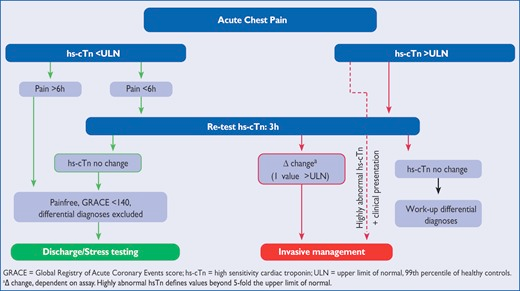 Acute Chest Pain
hs-cTn <ULN
hs-cTn >ULN
Pain >6h
Pain <6h
Re-test hs-cTn: 3h
hs-cTn no change
Δ changeᵃ
(1 value >ULN)
Highly abnormal hs-cTn
+ clinical presentation
hs-cTn no change
Painfree, GRACE <140,
differential diagnoses excluded
Work-up differential
diagnoses
Discharge/Stress testing
Invasive management
GRACE = Global Registry of Acute Coronary Events score; hs-cTn = high sensitivity cardiac troponin; ULN = upper limit of normal, 99th percentile of healthy controls.
ᵃΔ change, dependent on assay. Highly abnormal hsTn defines values beyond 5-fold the upper limit of normal.